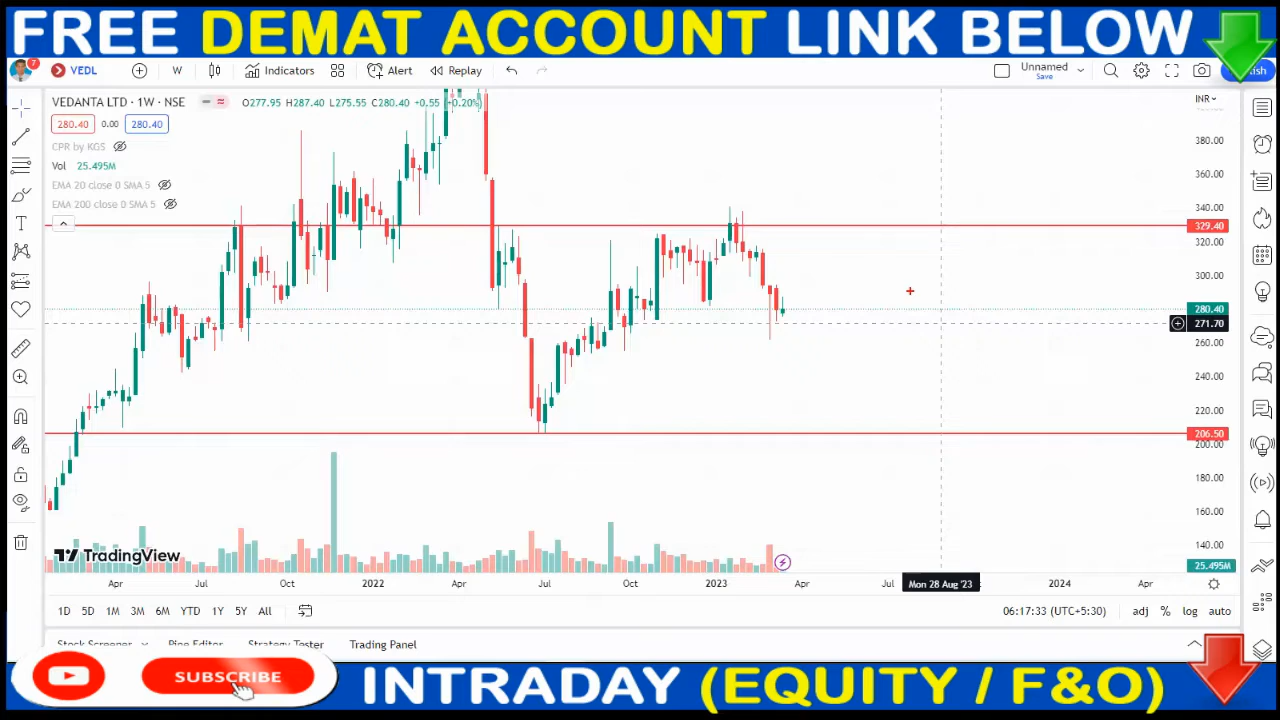 FREE DEMAT ACCOUNT LINK BELOW
7 VEDL W Indicators Alert Replay Unnamed
Save
VEDANTA LTD · 1W · NSE O277.95 H287.40 L275.55 C280.40 +0.55 (+0.20%) INR
280.40 0.00 280.40
CPR by KGS
Vol 25.495M
EMA 20 close 0 SMA 5
EMA 200 close 0 SMA 5
380.00
360.00
340.00
329.40
320.00
300.00
280.40
271.70
260.00
240.00
220.00
206.50
200.00
180.00
160.00
140.00
25.495M
TradingView
Apr Jul Oct 2022 Apr Jul Oct 2023 Apr Jul Mon 28 Aug '23 2024 Apr
1D 5D 1M 3M 6M YTD 1Y 5Y All 06:17:33 (UTC+5:30) adj % log auto
Stock Screener Pine Editor Strategy Tester Trading Panel
SUBSCRIBE
INTRADAY (EQUITY / F&O)